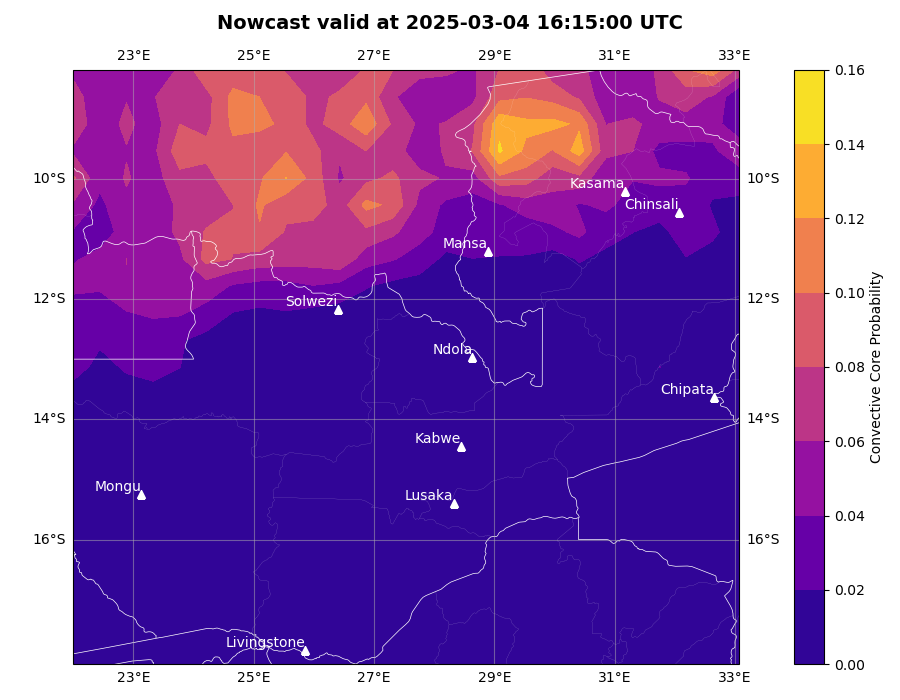 Nowcast valid at 2025-03-04 16:15:00 UTC
23°E 25°E 27°E 29°E 31°E 33°E
0.16
0.14
0.12
0.10
0.08
0.06
0.04
0.02
0.00
Convective Core Probability
10°S 10°S
12°S 12°S
14°S 14°S
16°S 16°S
Kasama
Chinsali
Mansa
Solwezi
Ndola
Chipata
Kabwe
Mongu
Lusaka
Livingstone
23°E 25°E 27°E 29°E 31°E 33°E